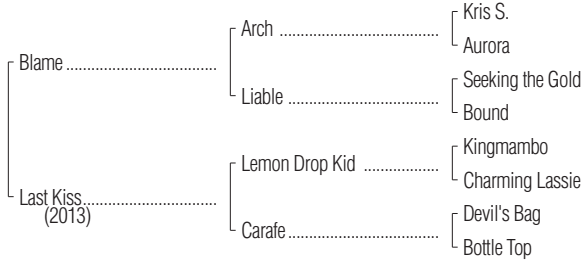 Kris S.
Arch
Aurora
Blame
Seeking the Gold
Liable
Bound
Kingmambo
Lemon Drop Kid
Charming Lassie
Last Kiss
(2013)
Devil's Bag
Carafe
Bottle Top